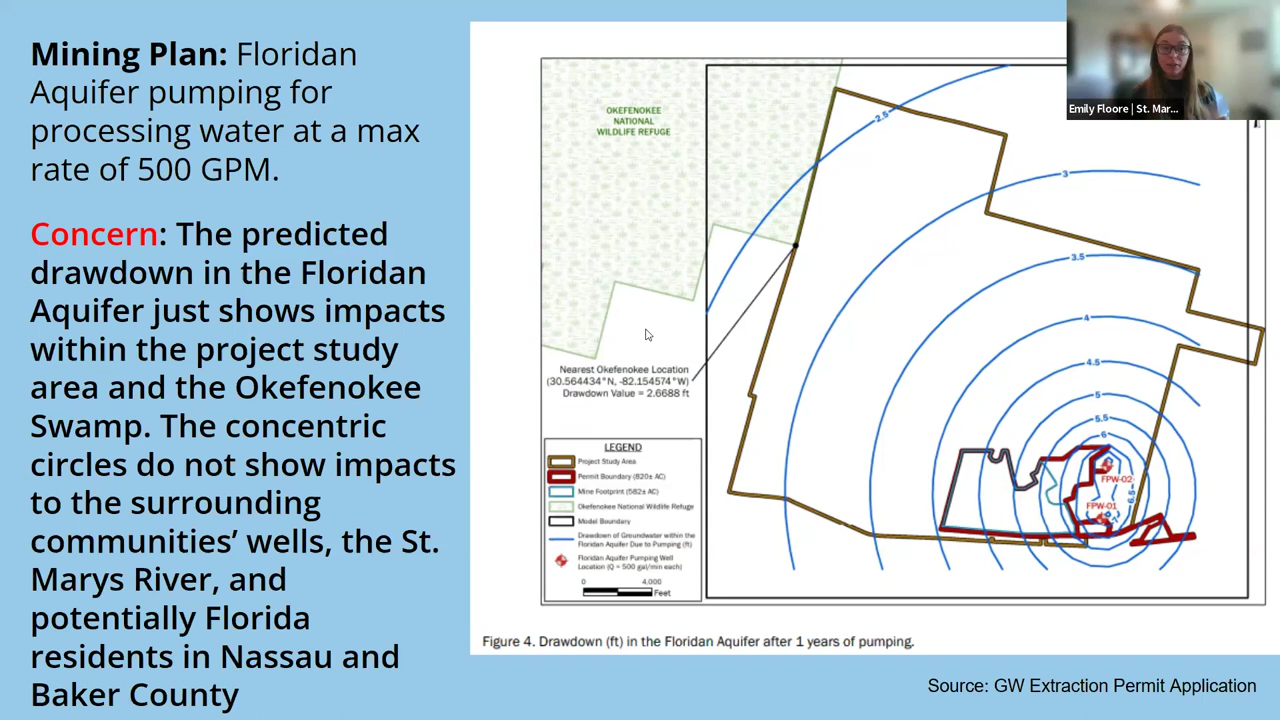 Mining Plan: Floridan
Aquifer pumping for
processing water at a max
rate of 500 GPM.
Concern: The predicted
drawdown in the Floridan
Aquifer just shows impacts
within the project study
area and the Okefenokee
Swamp. The concentric
circles do not show impacts
to the surrounding
communities’ wells, the St.
Marys River, and
potentially Florida
residents in Nassau and
Baker County
OKEFENOKEE
NATIONAL
WILDLIFE REFUGE
2.5
3
3.5
4
4.5
5
5.5
6
6.5
7
FPW-02
FPW-01
Nearest Okefenokee Location
(30.564434°N, -82.154574°W)
Drawdown Value = 2.6688 ft
LEGEND
Project Study Area
Permit Boundary (820± AC)
Mine Footprint (582± AC)
Okefenokee National Wildlife Refuge
Model Boundary
Drawdown of Groundwater within the
Floridan Aquifer Due to Pumping (ft)
Floridan Aquifer Pumping Well
Location (Q = 500 gal/min each)
0 4,000
Feet
Figure 4. Drawdown (ft) in the Floridan Aquifer after 1 years of pumping.
Source: GW Extraction Permit Application
Emily Floore | St. Mar...